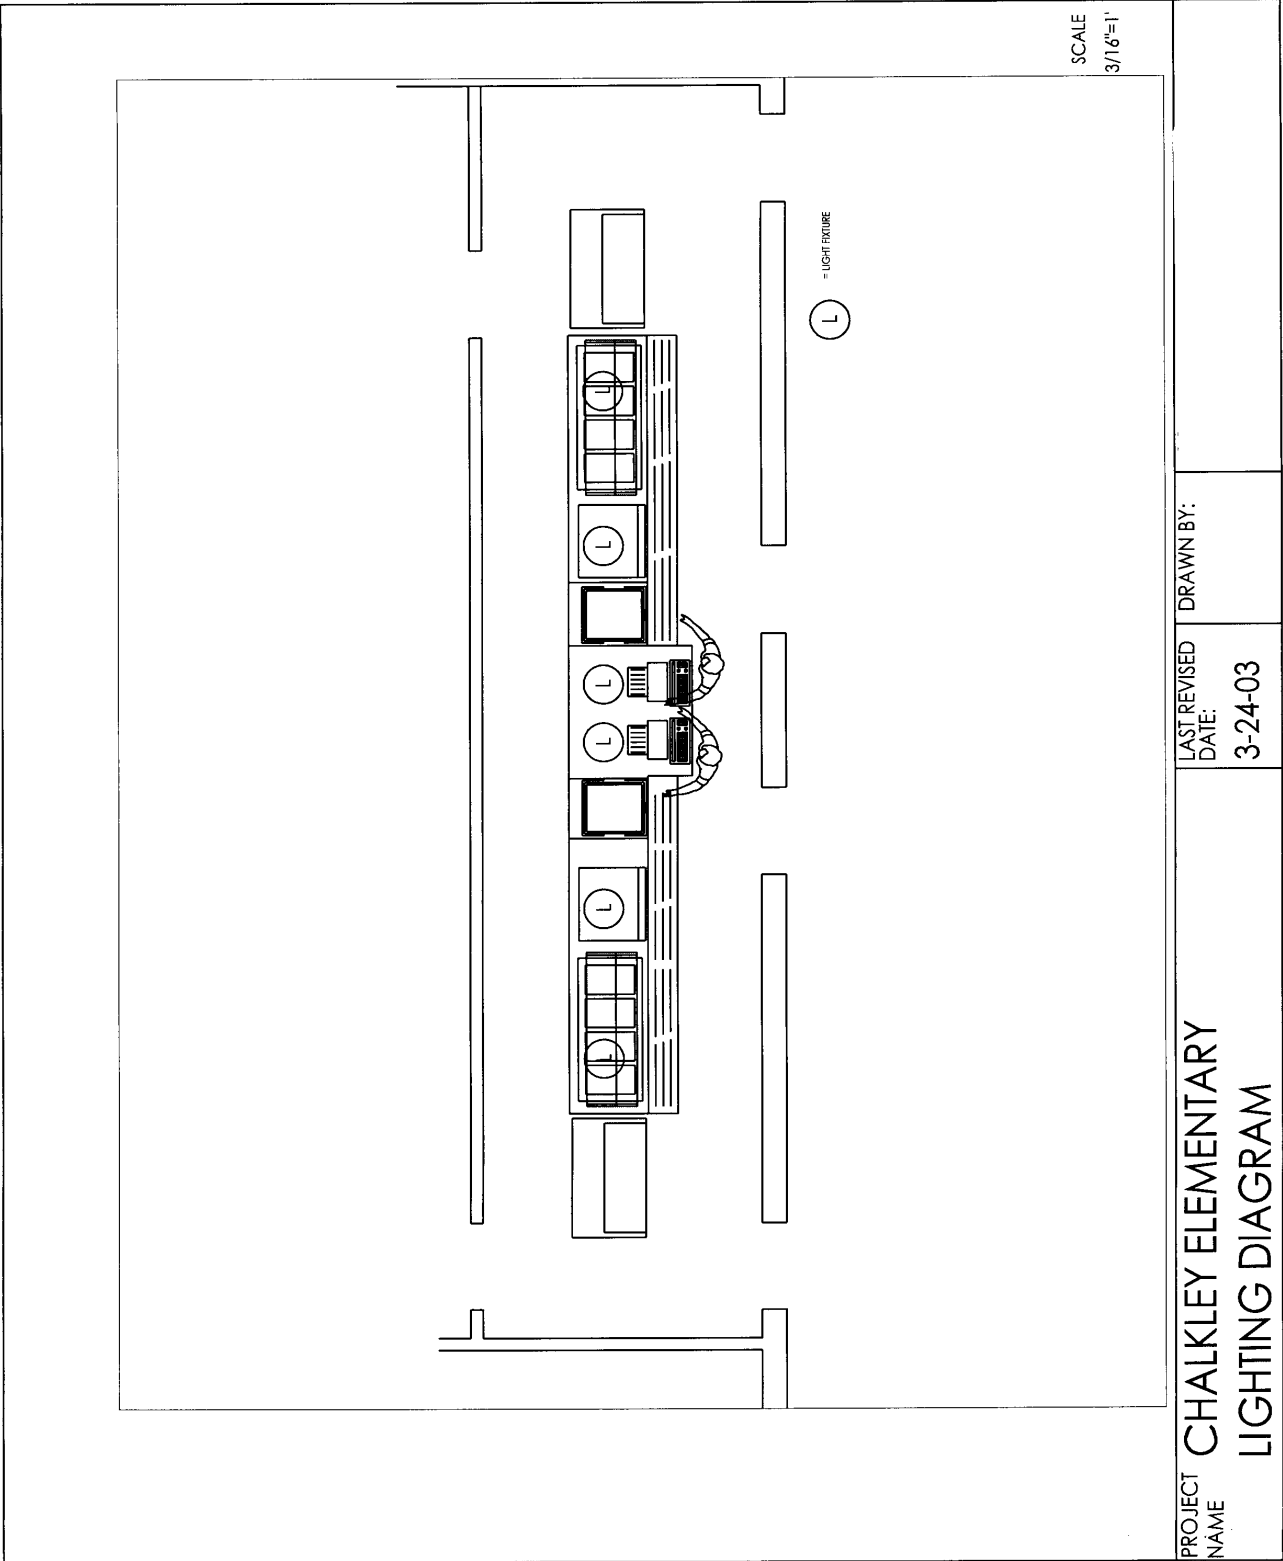 SCALE
3/16"=1'
L
L
L
L
L
L
L
= LIGHT FIXTURE
PROJECT
NAME
CHALKLEY ELEMENTARY
LIGHTING DIAGRAM
LAST REVISED
DATE:
3-24-03
DRAWN BY: